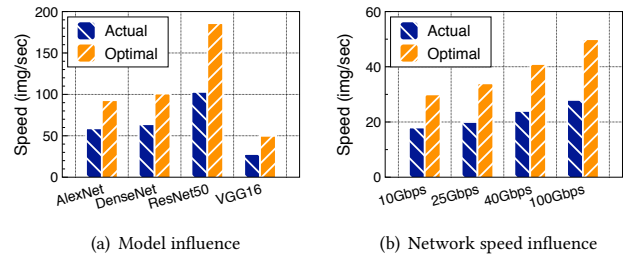 Speed (img/sec)
200
150
100
50
0
Actual
Optimal
AlexNet
DenseNet
ResNet50
VGG16
(a) Model influence
Speed (img/sec)
60
40
20
0
Actual
Optimal
10Gbps
25Gbps
40Gbps
100Gbps
(b) Network speed influence